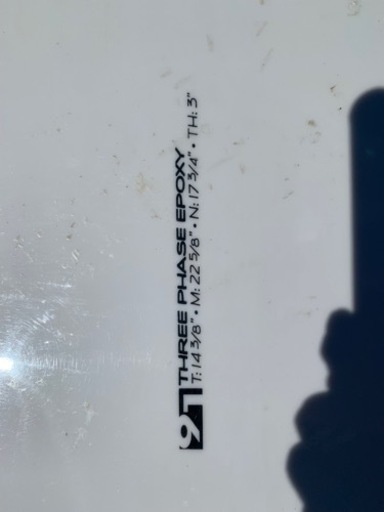 9'1 THREE PHASE EPOXY
T: 14 3/8" • M: 22 5/8" • N: 17 3/4" • TH: 3"